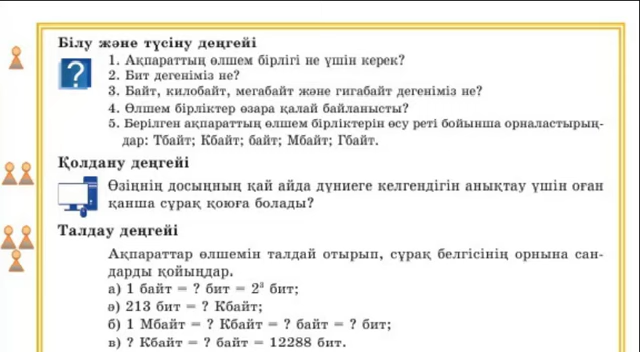 Білу және түсіну деңгейі
?
1. Ақпараттың өлшем бірлігі не үшін керек?
2. Бит дегеніміз не?
3. Байт, килобайт, мегабайт және гигабайт дегеніміз не?
4. Өлшем бірліктер өзара қалай байланысты?
5. Берілген ақпараттың өлшем бірліктерін өсу реті бойынша орналастырың-
дар: Тбайт; Кбайт; байт; Мбайт; Гбайт.
Қолдану деңгейі
Өзіңнің досыңның қай айда дүниеге келгендігін анықтау үшін оған
қанша сұрақ қоюға болады?
Талдау деңгейі
Ақпараттар өлшемін талдай отырып, сұрақ белгісінің орнына сан-
дарды қойыңдар.
а) 1 байт = ? бит = 2³ бит;
ә) 213 бит = ? Кбайт;
б) 1 Мбайт = ? Кбайт = ? байт = ? бит;
в) ? Кбайт = ? байт = 12288 бит.